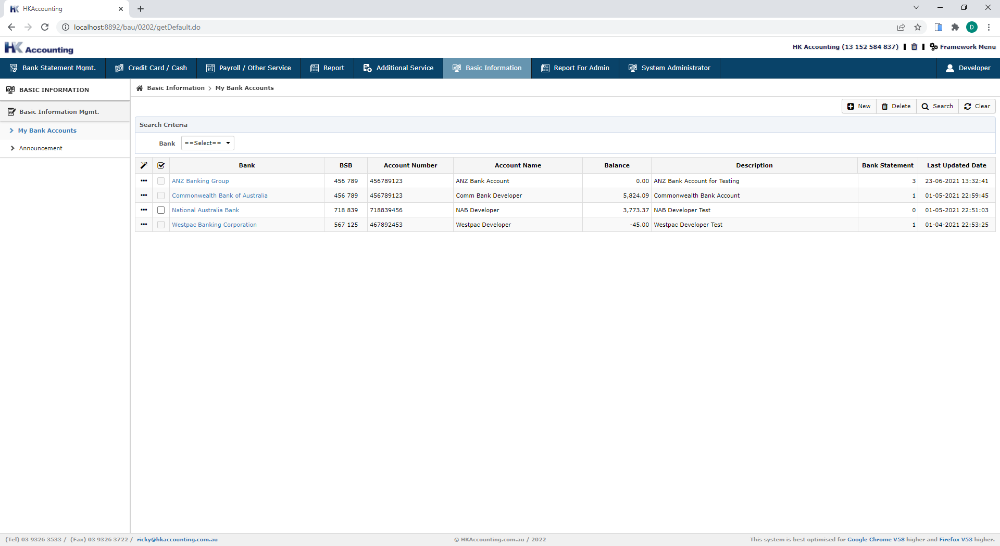 HKAccounting
localhost:8892/bau/0202/getDefault.do
D
HK Accounting
HK Accounting (13 152 584 837)
Framework Menu
Bank Statement Mgmt.
Credit Card / Cash
Payroll / Other Service
Report
Additional Service
Basic Information
Report For Admin
System Administrator
Developer
BASIC INFORMATION
Basic Information Mgmt.
My Bank Accounts
Announcement
Basic Information > My Bank Accounts
New Delete Search Clear
Search Criteria
Bank ==Select==
Bank BSB Account Number Account Name Balance Description Bank Statement Last Updated Date
ANZ Banking Group 456 789 456789123 ANZ Bank Account 0.00 ANZ Bank Account for Testing 3 23-06-2021 13:32:41
Commonwealth Bank of Australia 456 789 456789123 Comm Bank Developer 5,824.09 Commonwealth Bank Account 1 01-05-2021 22:59:45
National Australia Bank 718 839 718839456 NAB Developer 3,773.37 NAB Developer Test 0 01-05-2021 22:51:03
Westpac Banking Corporation 567 125 467892453 Westpac Developer -45.00 Westpac Developer Test 1 01-04-2021 22:53:25
(Tel) 03 9326 3533 / (Fax) 03 9326 3722 / ricky@hkaccounting.com.au
© HKAccounting.com.au / 2022
This system is best optimised for Google Chrome V58 higher and Firefox V53 higher.